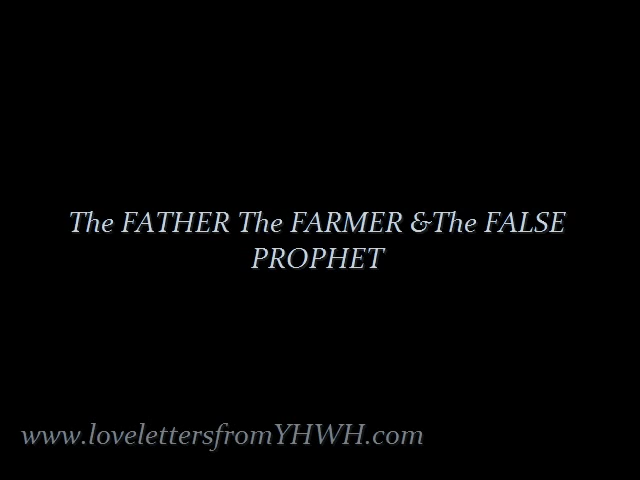 The FATHER The FARMER &The FALSE
PROPHET
www.lovelettersfromYHWH.com